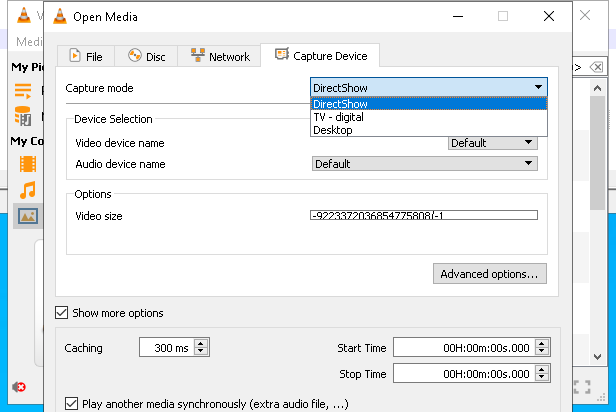 Open Media
Medi
File
Disc
Network
Capture Device
My Pi
My Co
Capture mode
DirectShow
DirectShow
TV - digital
Desktop
Device Selection
Video device name
Default
Audio device name
Default
Options
Video size
-9223372036854775808(-1
Advanced options...
Show more options
Caching
300 ms
Start Time
00H:00m:00s.000
Stop Time
00H:00m:00s.000
Play another media synchronously (extra audio file, ...)